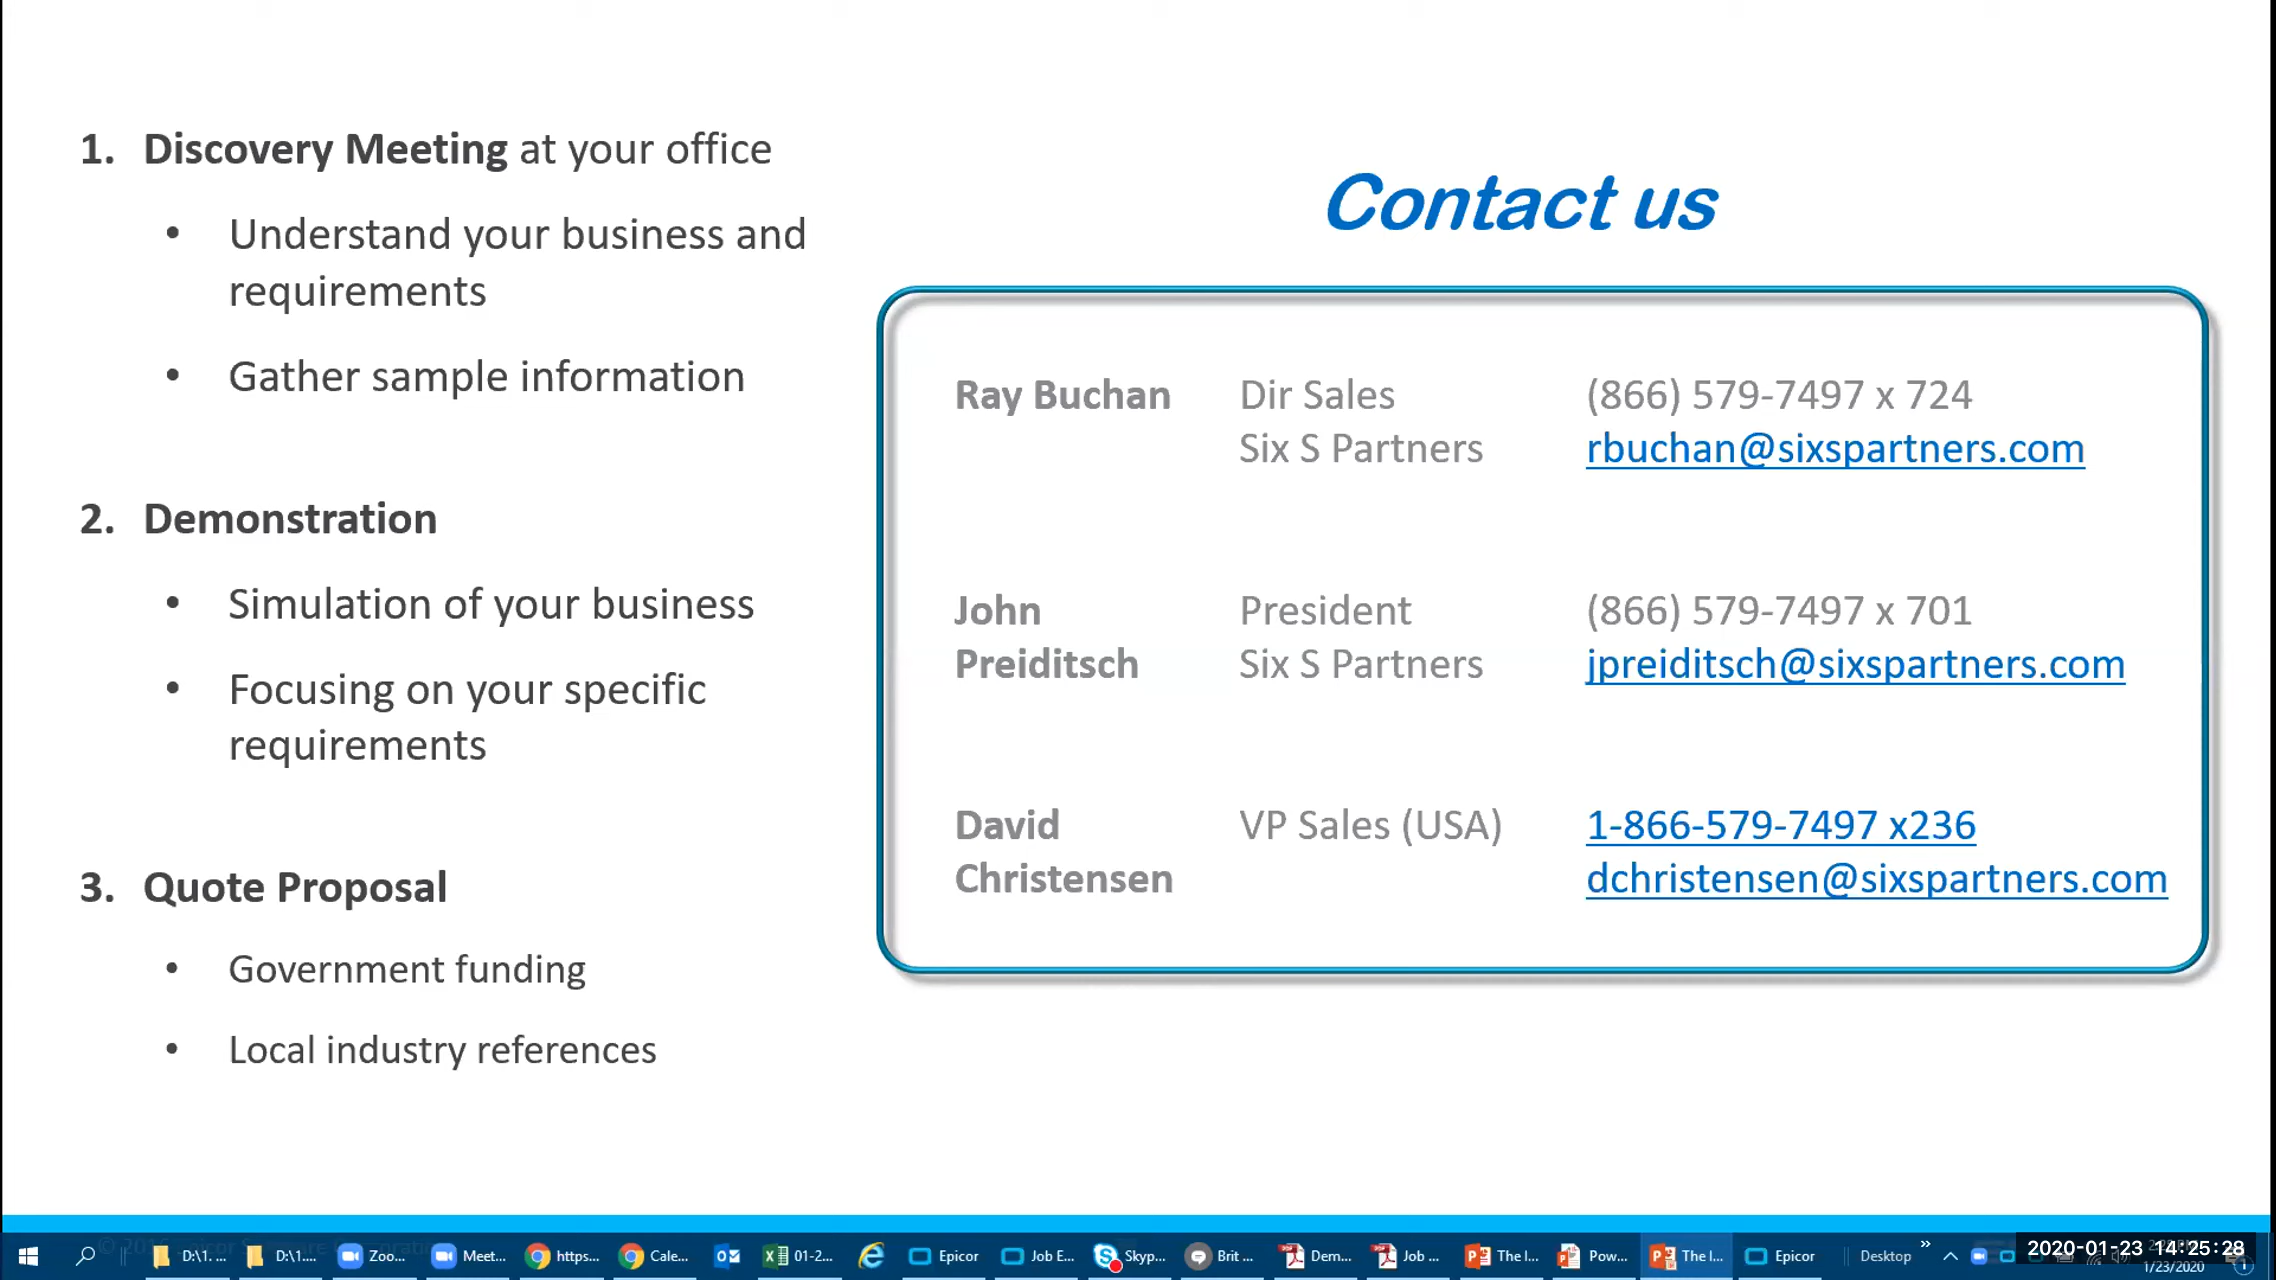 1. Discovery Meeting at your office
• Understand your business and
requirements
• Gather sample information
2. Demonstration
• Simulation of your business
• Focusing on your specific
requirements
3. Quote Proposal
• Government funding
• Local industry references
Contact us
Ray Buchan Dir Sales (866) 579-7497 x 724
Six S Partners rbuchan@sixspartners.com
John President (866) 579-7497 x 701
Preiditsch Six S Partners jpreiditsch@sixspartners.com
David VP Sales (USA) 1-866-579-7497 x236
Christensen dchristensen@sixspartners.com
D:\1. ... D:\1.... Zoo... Meet... https... Cale... 01-2... Epicor Job E... Skyp... Brit ... Dem... Job ... The I... Pow... The I... Epicor Desktop » 2020-01-23 14:25:28
1/23/2020